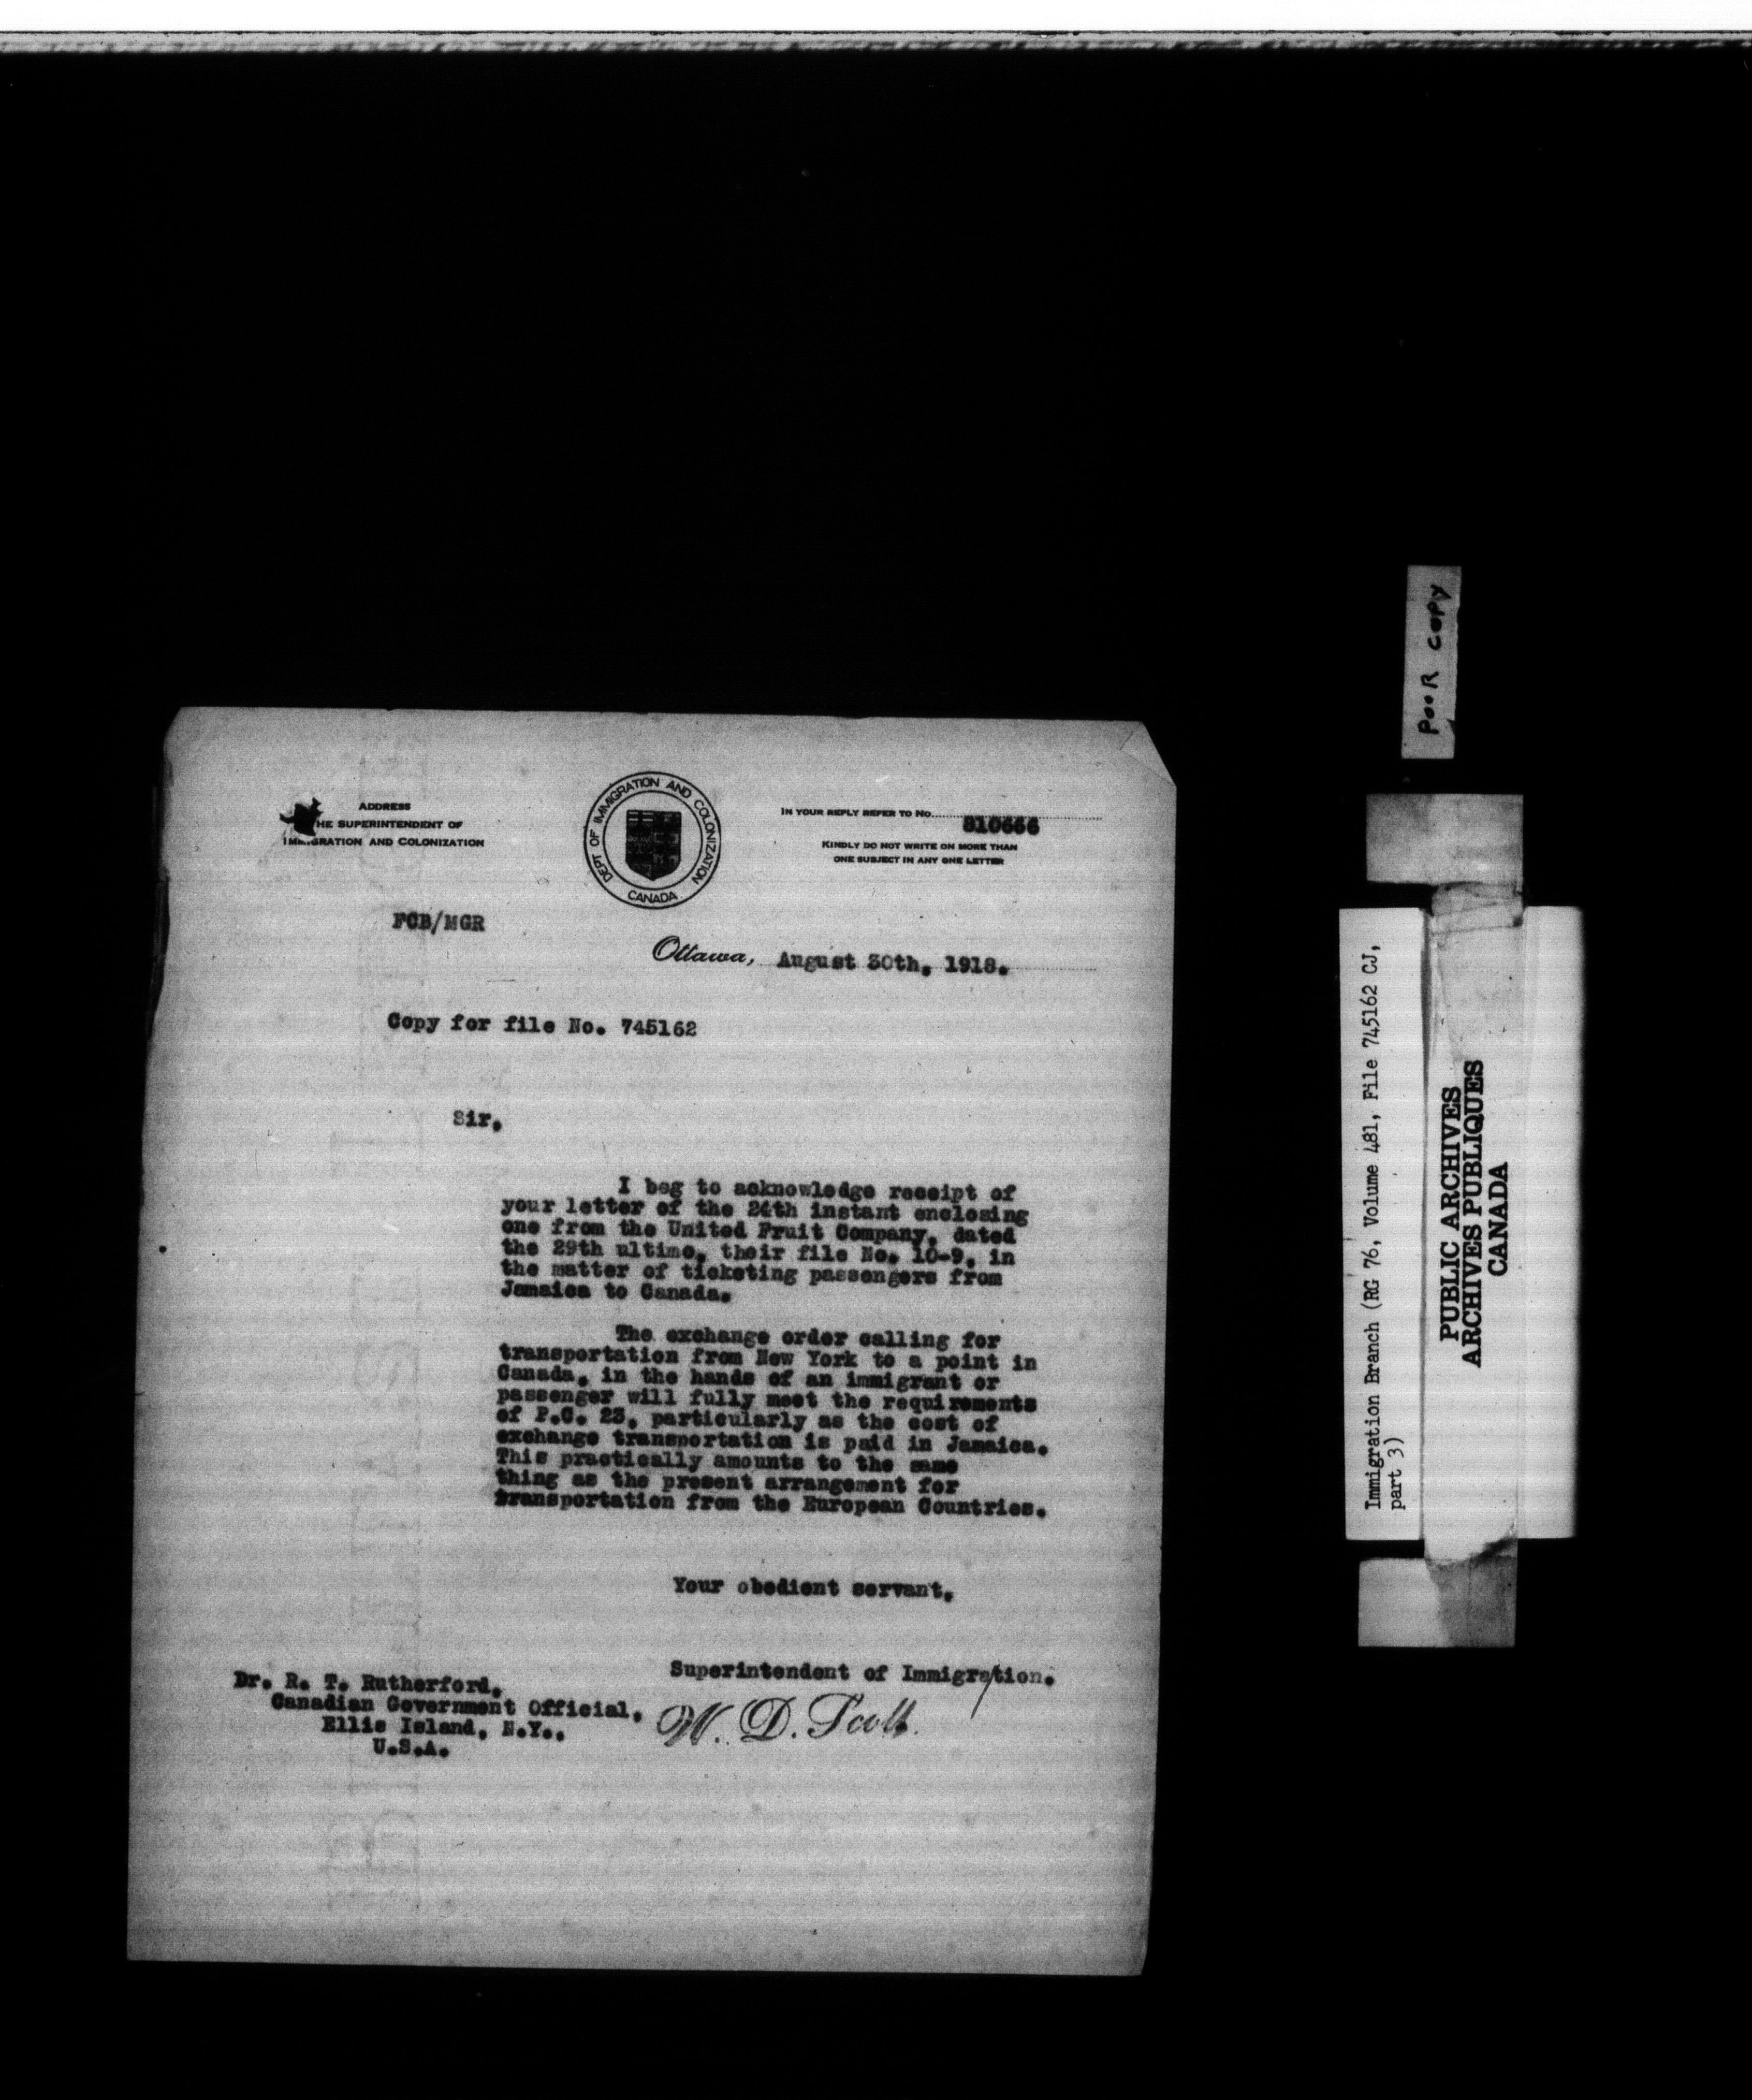 ADDRESS
HE SUPERINTENDENT OF
IMMIGRATION AND COLONIZATION
DEPT OF IMMIGRATION AND COLONIZATION
CANADA
IN YOUR REPLY REFER TO No.
810666
KINDLY DO NOT WRITE ON MORE THAN
ONE SUBJECT IN ANY ONE LETTER
FCB/MGR
Ottawa, August 30th, 1918.
Copy for file No. 745162
Sir,
I beg to acknowledge receipt of
your letter of the 24th instant enclosing
one from the United Fruit Company, dated
the 29th ultimo, their file No. 10-9, in
the matter of ticketing passengers from
Jamaica to Canada.
The exchange order calling for
transportation from New York to a point in
Canada, in the hands of an immigrant or
passenger will fully meet the requirements
of P.C. 23, particularly as the cost of
exchange transportation is paid in Jamaica.
This practically amounts to the same
thing as the present arrangement for
transportation from the European Countries.
Your obedient servant,
Superintendent of Immigration.
W. D. Scott
Dr. R. T. Rutherford,
Canadian Government Official,
Ellis Island, N.Y.,
U.S.A.
PooR copy
Immigration Branch (RG 76, Volume 481, File 745162 CJ,
part 3)
PUBLIC ARCHIVES
ARCHIVES PUBLIQUES
CANADA